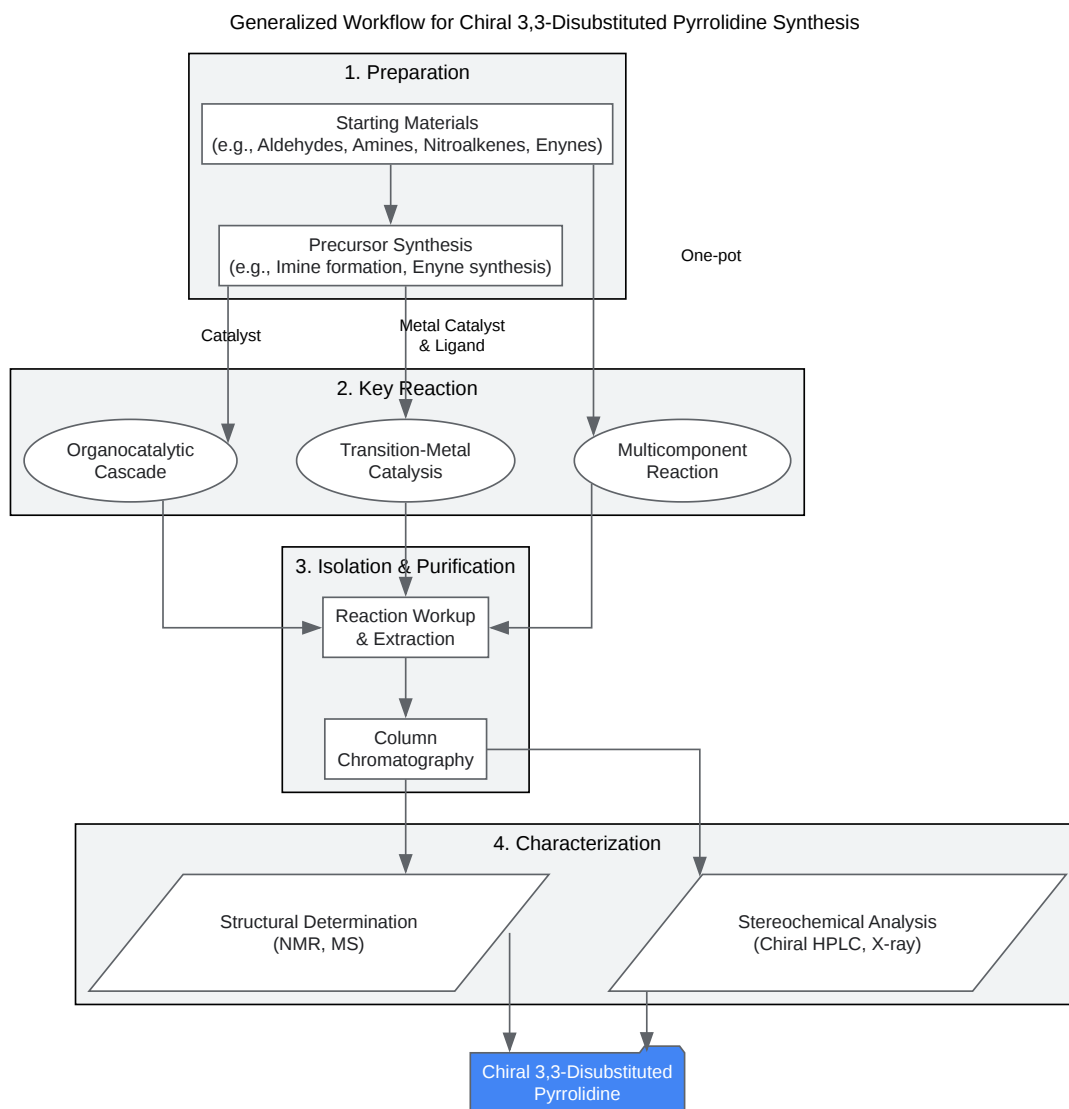 Generalized Workflow for Chiral 3,3-Disubstituted Pyrrolidine Synthesis
1. Preparation
Starting Materials
(e.g., Aldehydes, Amines, Nitroalkenes, Enynes)
Precursor Synthesis
(e.g., Imine formation, Enyne synthesis)
One-pot
Catalyst
Metal Catalyst
& Ligand
2. Key Reaction
Organocatalytic
Cascade
Transition-Metal
Catalysis
Multicomponent
Reaction
3. Isolation & Purification
Reaction Workup
& Extraction
Column
Chromatography
4. Characterization
Structural Determination
(NMR, MS)
Stereochemical Analysis
(Chiral HPLC, X-ray)
Chiral 3,3-Disubstituted
Pyrrolidine